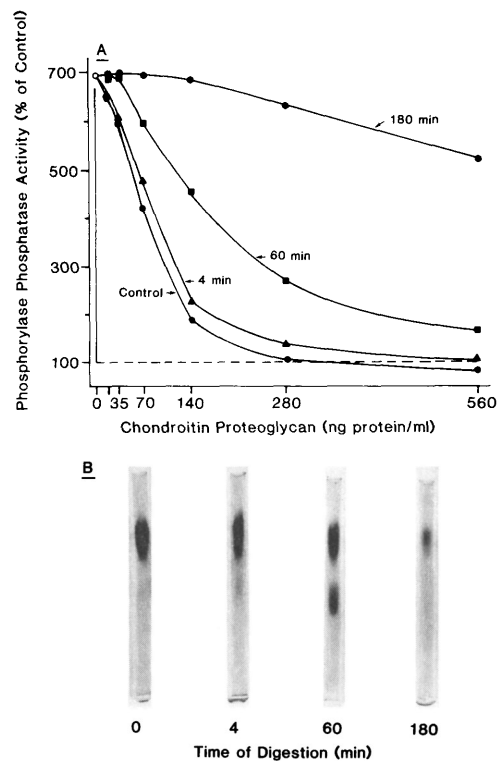 A
Phosphorylase Phosphatase Activity (% of Control)
700
500
300
100
180 min
60 min
4 min
Control
0 35 70 140 280 560
Chondroitin Proteoglycan (ng protein/ml)
B
0 4 60 180
Time of Digestion (min)